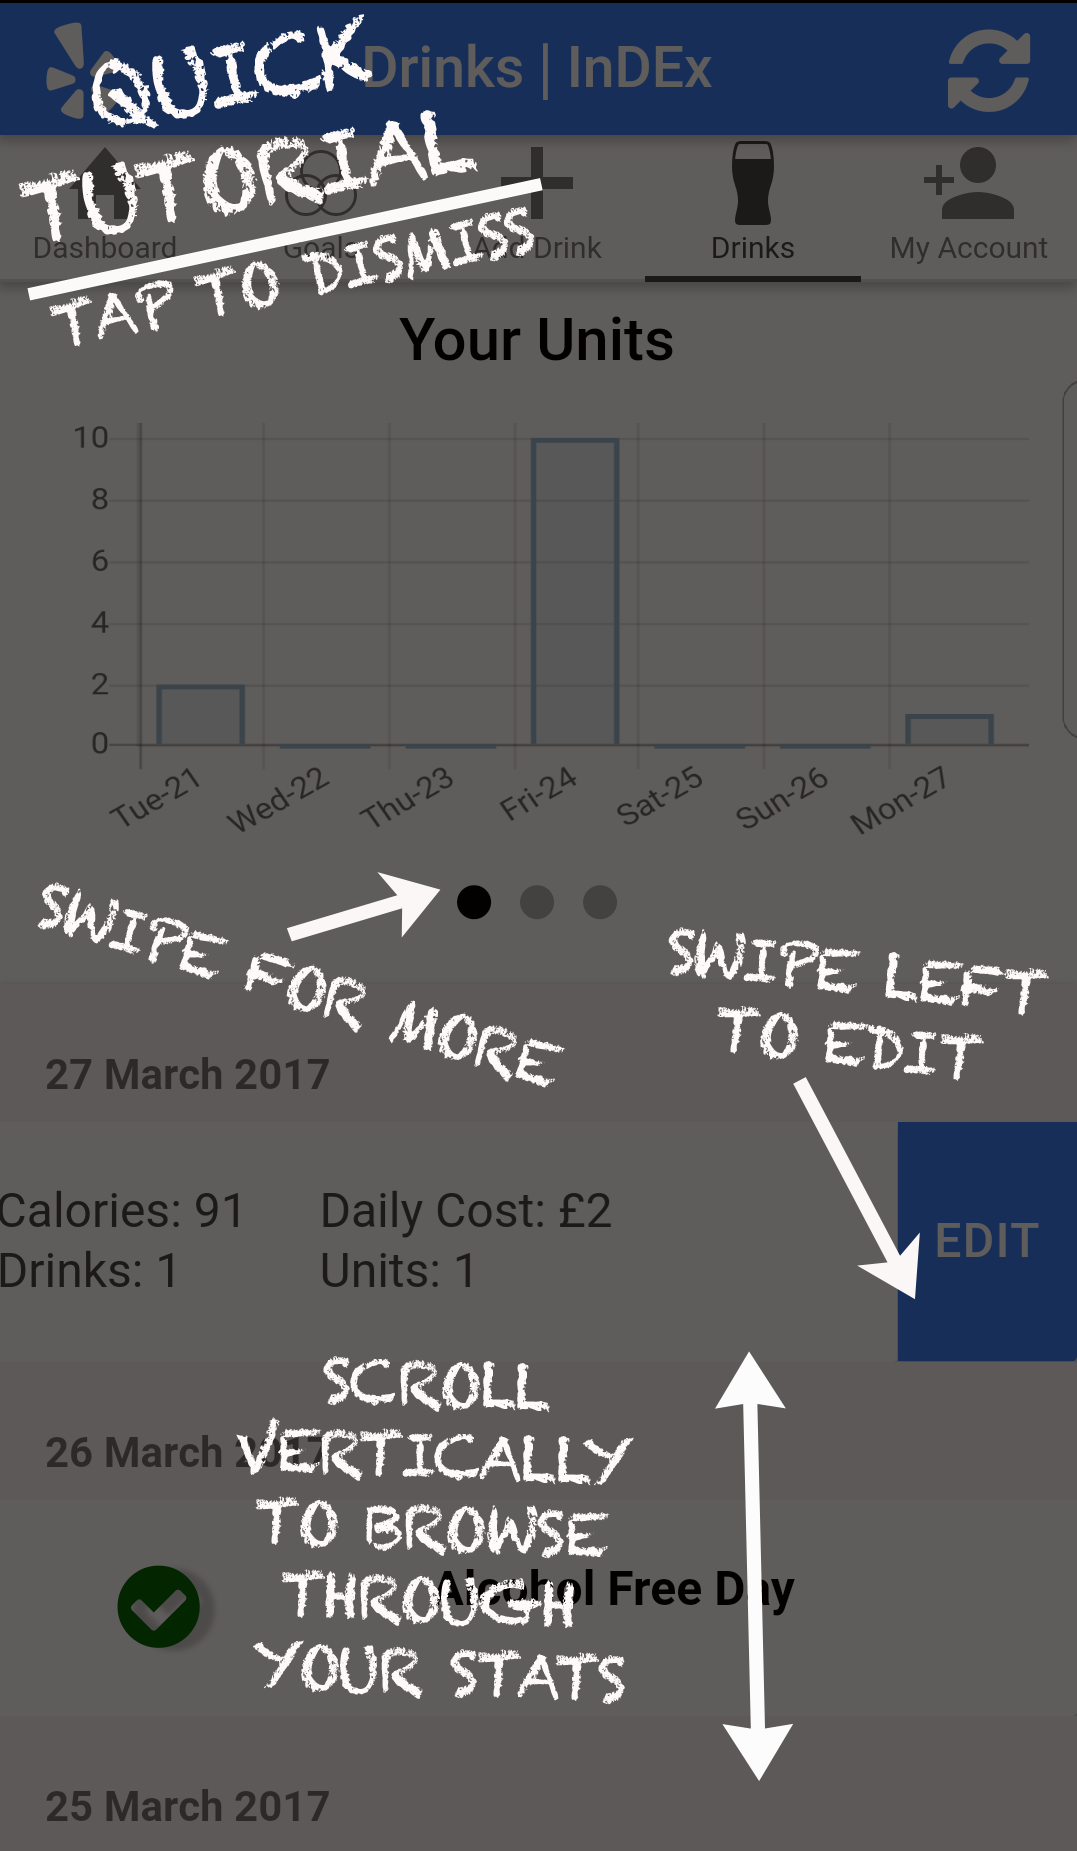 Drinks | InDEx
QUICK
TUTORIAL
TAP TO DISMISS
Dashboard
Goals
Add Drink
Drinks
My Account
Your Units
10
8
6
4
2
0
Tue-21
Wed-22
Thu-23
Fri-24
Sat-25
Sun-26
Mon-27
SWIPE FOR MORE
SWIPE LEFT
TO EDIT
27 March 2017
Calories: 91 Daily Cost: £2
Drinks: 1 Units: 1
EDIT
SCROLL
VERTICALLY
TO BROWSE
THROUGH
YOUR STATS
26 March 2017
Alcohol Free Day
25 March 2017